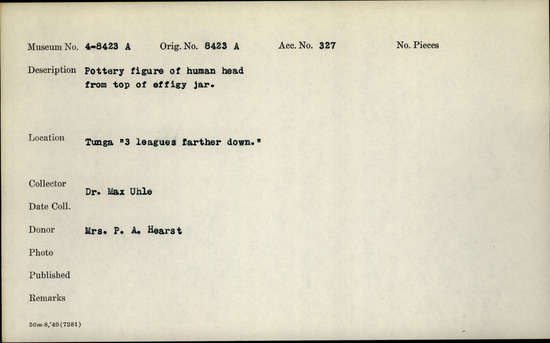 Museum No. 4-8423 A Orig. No. 8423 A Acc. No. 327 No. Pieces
Description Pottery figure of human head
from top of effigy jar.
Location Tunga "3 leagues farther down."
Collector Dr. Max Uhle
Date Coll.
Donor Mrs. P. A. Hearst
Photo
Published
Remarks
50m-8,'40(7261)